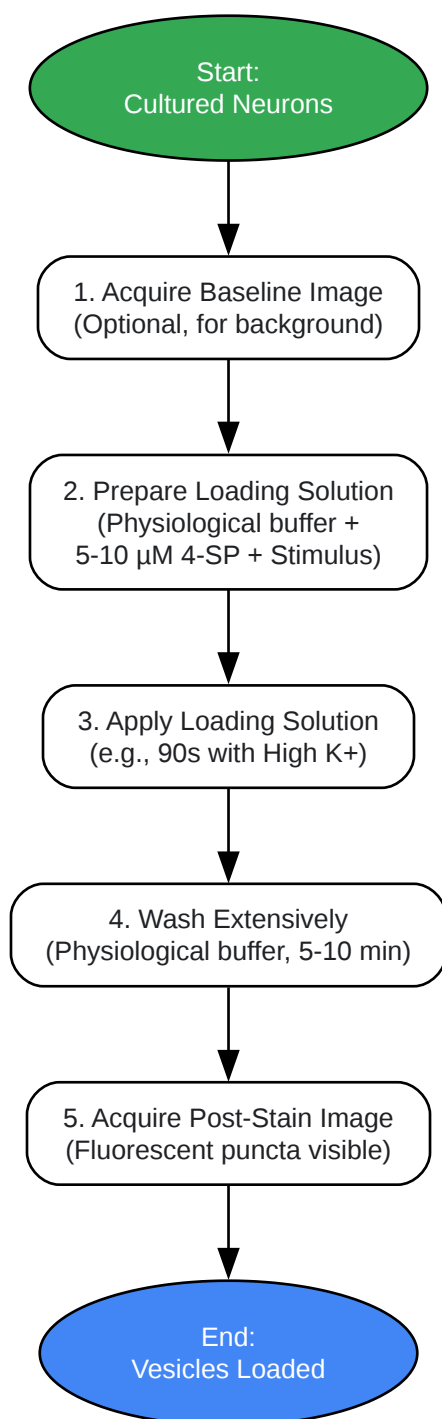 Start:
Cultured Neurons
1. Acquire Baseline Image
(Optional, for background)
2. Prepare Loading Solution
(Physiological buffer +
5-10 µM 4-SP + Stimulus)
3. Apply Loading Solution
(e.g., 90s with High K+)
4. Wash Extensively
(Physiological buffer, 5-10 min)
5. Acquire Post-Stain Image
(Fluorescent puncta visible)
End:
Vesicles Loaded